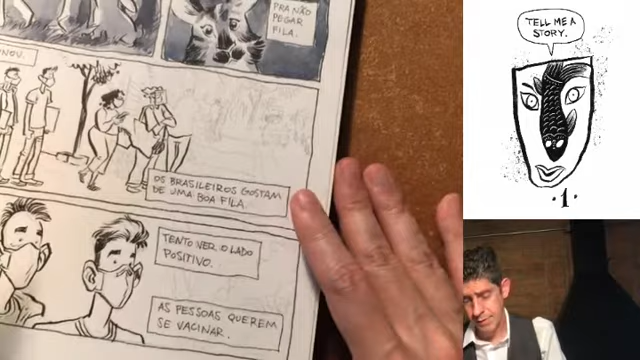 PRA NÃO
PEGAR
FILA.
NOV.
OS BRASILEIROS GOSTAM
DE UMA BOA FILA.
TENTO VER O LADO
POSITIVO.
AS PESSOAS QUEREM
SE VACINAR.
TELL ME A
STORY.
·1·